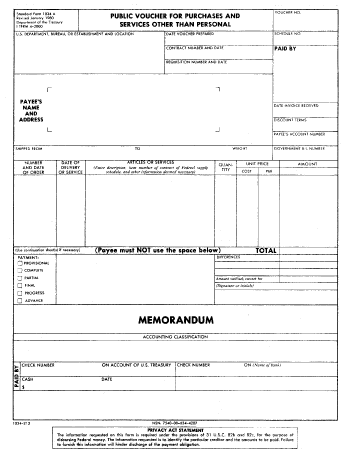 Standard Form 1034 A
Revised January 1980
Department of the Treasury
1 TFRM 4-2000
PUBLIC VOUCHER FOR PURCHASES AND
SERVICES OTHER THAN PERSONAL
VOUCHER NO.
U.S. DEPARTMENT, BUREAU, OR ESTABLISHMENT AND LOCATION
DATE VOUCHER PREPARED
SCHEDULE NO.
CONTRACT NUMBER AND DATE
PAID BY
REQUISITION NUMBER AND DATE
PAYEE'S
NAME
AND
ADDRESS
DATE INVOICE RECEIVED
DISCOUNT TERMS
PAYEE'S ACCOUNT NUMBER
SHIPPED FROM
TO
WEIGHT
GOVERNMENT B/L NUMBER
NUMBER
AND DATE
OF ORDER
DATE OF
DELIVERY
OR SERVICE
ARTICLES OR SERVICES
(Enter description, item number of contract of Federal supply
schedule, and other information deemed necessary)
QUAN-
TITY
UNIT PRICE
COST
PER
AMOUNT
(Use continuation sheet(s) if necessary)
(Payee must NOT use the space below)
TOTAL
PAYMENT:
PROVISIONAL
COMPLETE
PARTIAL
FINAL
PROGRESS
ADVANCE
DIFFERENCES
Amount verified; correct for
(Signature or initials)
MEMORANDUM
ACCOUNTING CLASSIFICATION
PAID BY
CHECK NUMBER
ON ACCOUNT OF U.S. TREASURY
CHECK NUMBER
ON (Name of bank)
CASH
$
DATE
1034-213
NSN 7540-00-634-4207
PRIVACY ACT STATEMENT
The information requested on this form is required under the provisions of 31 U.S.C. 82b and 82c, for the purpose of
disbursing Federal money. The information requested is to identify the particular creditor and the amounts to be paid. Failure
to furnish this information will hinder discharge of the payment obligation.